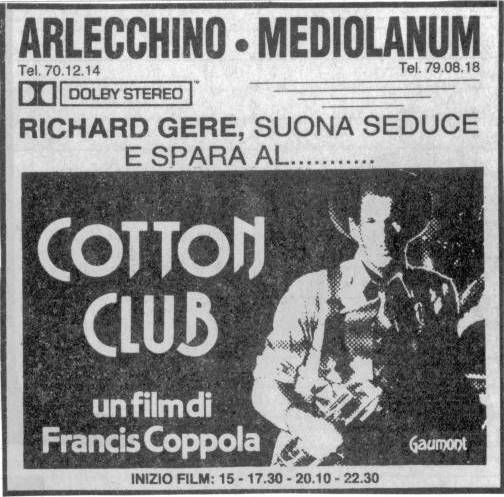 ARLECCHINO • MEDIOLANUM
Tel. 70.12.14 Tel. 79.08.18
DOLBY STEREO™
RICHARD GERE, SUONA SEDUCE
E SPARA AL...........
COTTON
CLUB
un film di
Francis Coppola
Gaumont
INIZIO FILM: 15 - 17.30 - 20.10 - 22.30